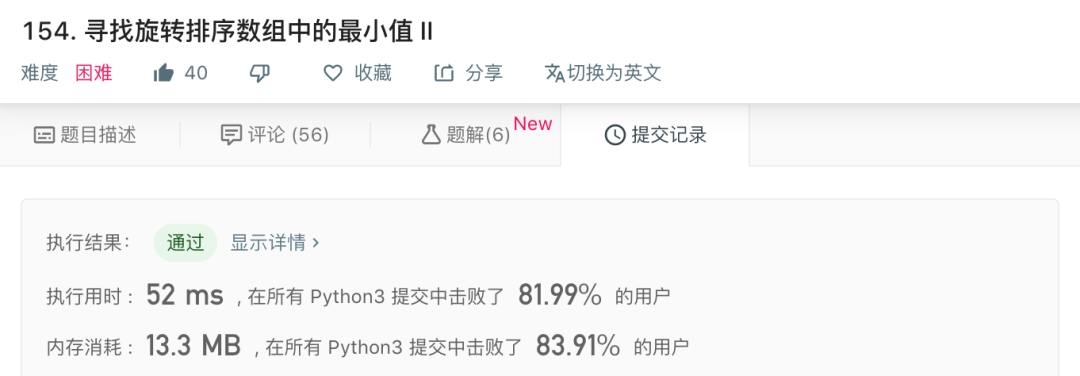 154. 寻找旋转排序数组中的最小值 II
难度 困难 40 收藏 分享 切换为英文
题目描述 评论 (56) 题解(6) New 提交记录
执行结果： 通过 显示详情 ›
执行用时 : 52 ms , 在所有 Python3 提交中击败了 81.99% 的用户
内存消耗 : 13.3 MB , 在所有 Python3 提交中击败了 83.91% 的用户